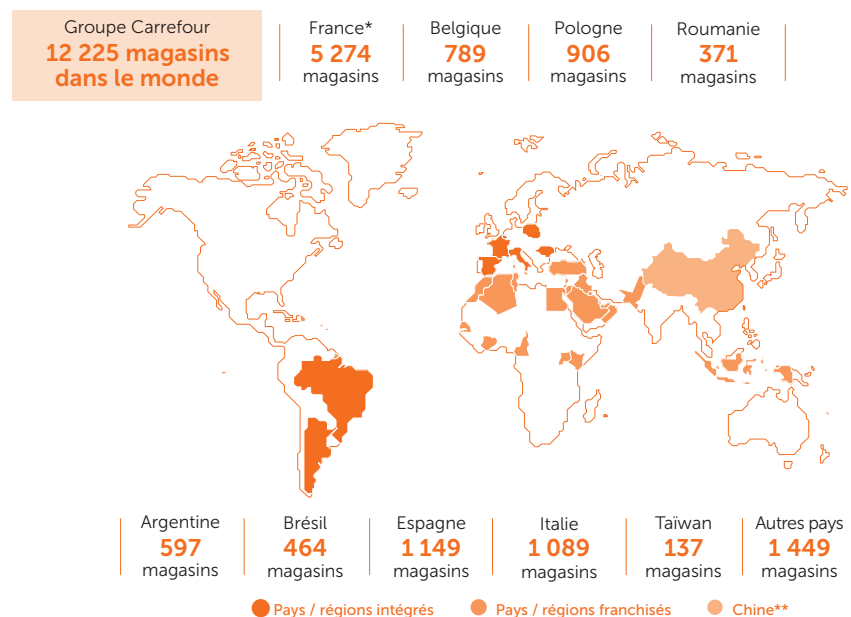 Groupe Carrefour
12 225 magasins
dans le monde
France*
5 274
magasins
Belgique
789
magasins
Pologne
906
magasins
Roumanie
371
magasins
Argentine
597
magasins
Brésil
464
magasins
Espagne
1 149
magasins
Italie
1 089
magasins
Taïwan
137
magasins
Autres pays
1 449
magasins
Pays / régions intégrés
Pays / régions franchisés
Chine**